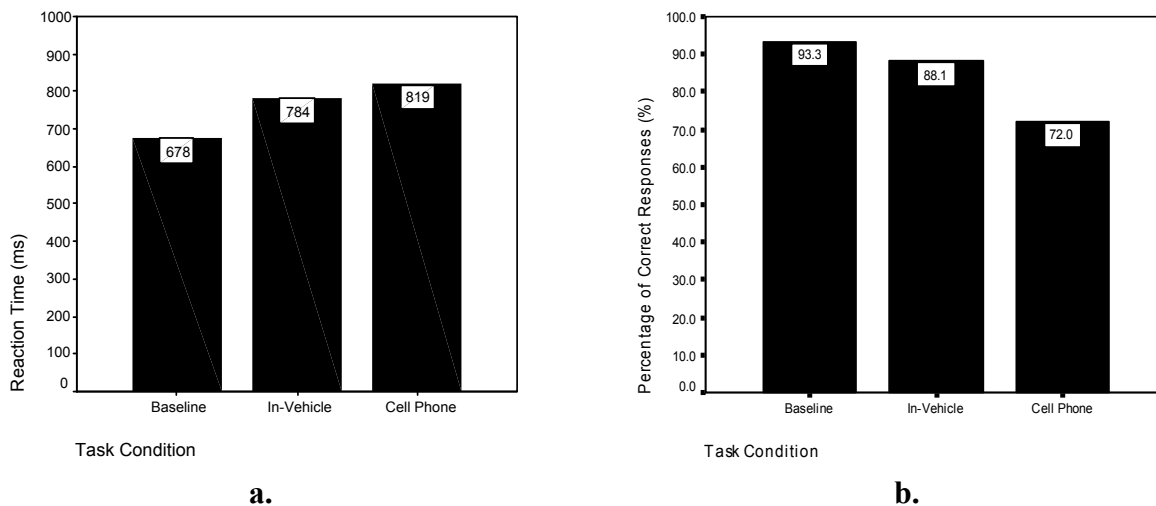 Reaction Time (ms)
1000
900
800
700
600
500
400
300
200
100
0
678
784
819
Baseline
In-Vehicle
Cell Phone
Task Condition
a.
Percentage of Correct Responses (%)
100.0
90.0
80.0
70.0
60.0
50.0
40.0
30.0
20.0
10.0
0.0
93.3
88.1
72.0
Baseline
In-Vehicle
Cell Phone
Task Condition
b.